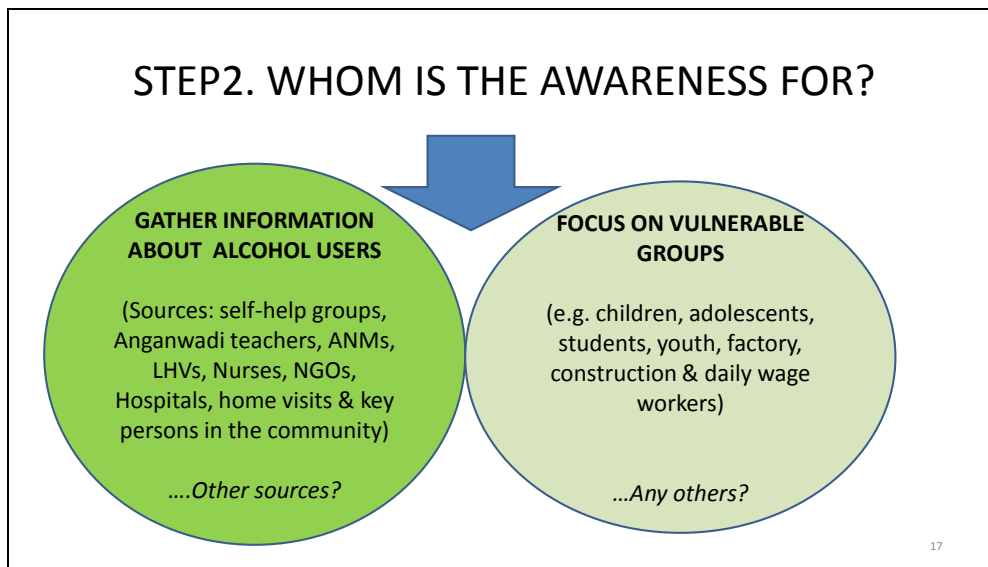 STEP2. WHOM IS THE AWARENESS FOR?
GATHER INFORMATION
ABOUT ALCOHOL USERS
(Sources: self-help groups,
Anganwadi teachers, ANMs,
LHVs, Nurses, NGOs,
Hospitals, home visits & key
persons in the community)
….Other sources?
FOCUS ON VULNERABLE
GROUPS
(e.g. children, adolescents,
students, youth, factory,
construction & daily wage
workers)
…Any others?
17